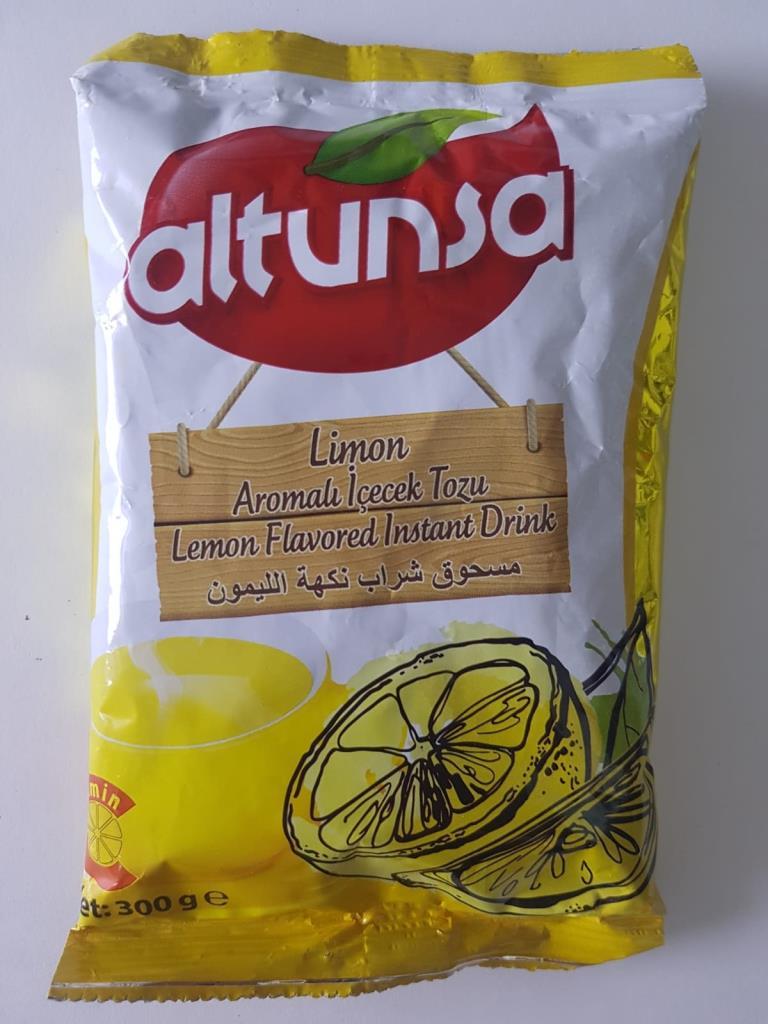 altunsa
Limon
Aromalı İçecek Tozu
Lemon Flavored Instant Drink
مسحوق شراب نكهة الليمون
min
et: 300 g e